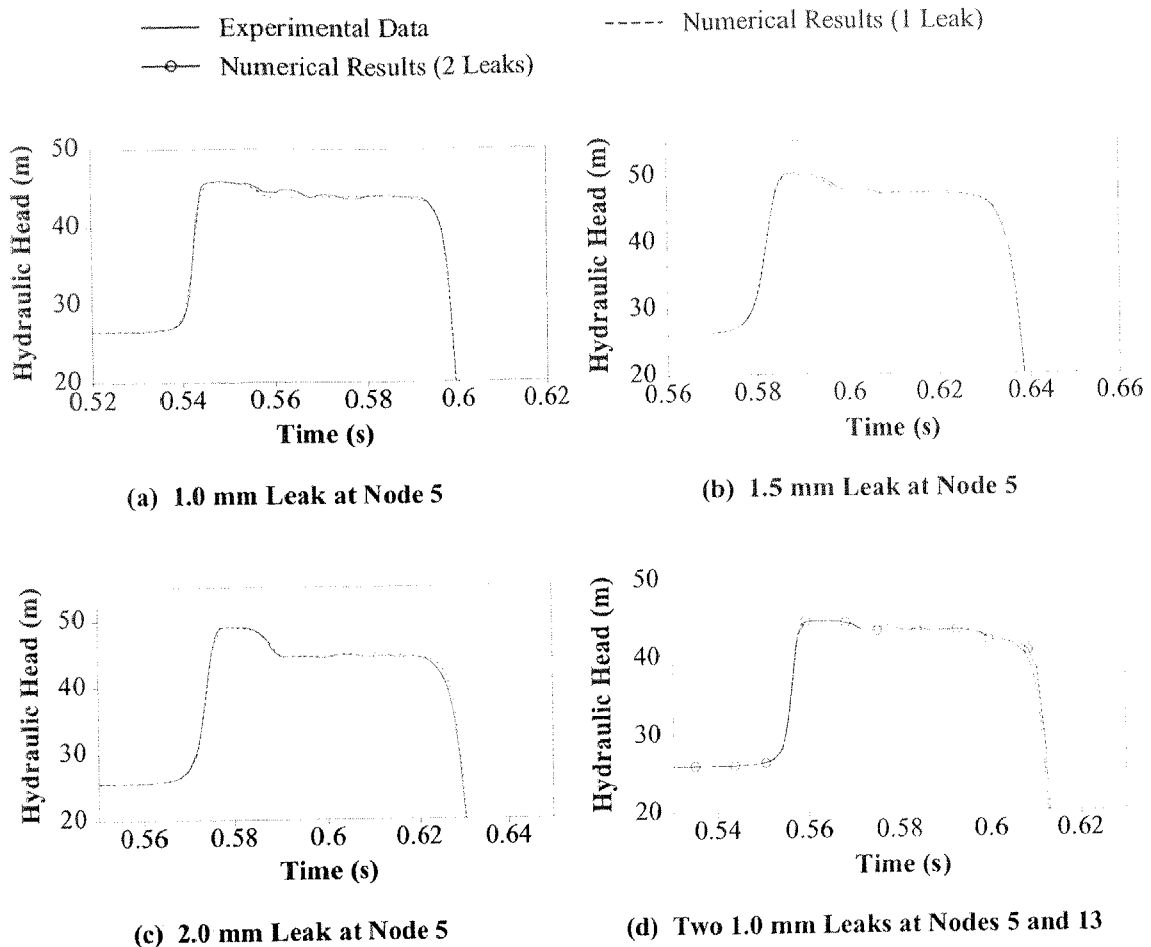 Experimental Data
Numerical Results (1 Leak)
Numerical Results (2 Leaks)
Hydraulic Head (m)
50
40
30
20
0.52 0.54 0.56 0.58 0.6 0.62
Time (s)
(a) 1.0 mm Leak at Node 5
Hydraulic Head (m)
50
40
30
20
0.56 0.58 0.6 0.62 0.64 0.66
Time (s)
(b) 1.5 mm Leak at Node 5
Hydraulic Head (m)
50
40
30
20
0.56 0.58 0.6 0.62 0.64
Time (s)
(c) 2.0 mm Leak at Node 5
Hydraulic Head (m)
50
40
30
20
0.54 0.56 0.58 0.6 0.62
Time (s)
(d) Two 1.0 mm Leaks at Nodes 5 and 13